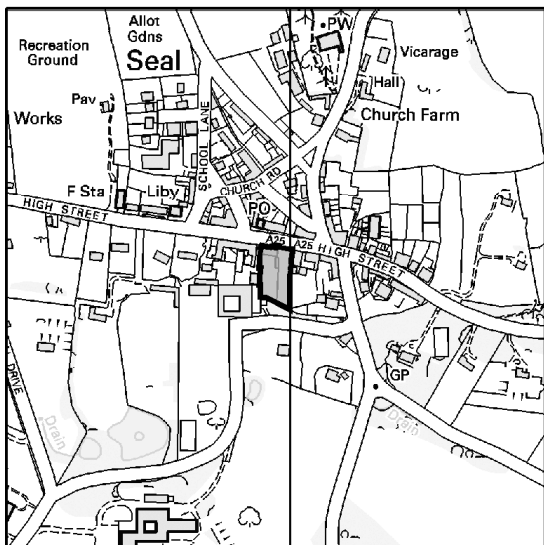 Allot
Gdns
PW
Recreation
Ground
Seal
Vicarage
Hall
Pav
Works
Church Farm
SCHOOL LANE
CHURCH RD
F Sta
Liby
PO
HIGH STREET
A25
A25 HIGH STREET
DRIVE
GP
Drain
Drain